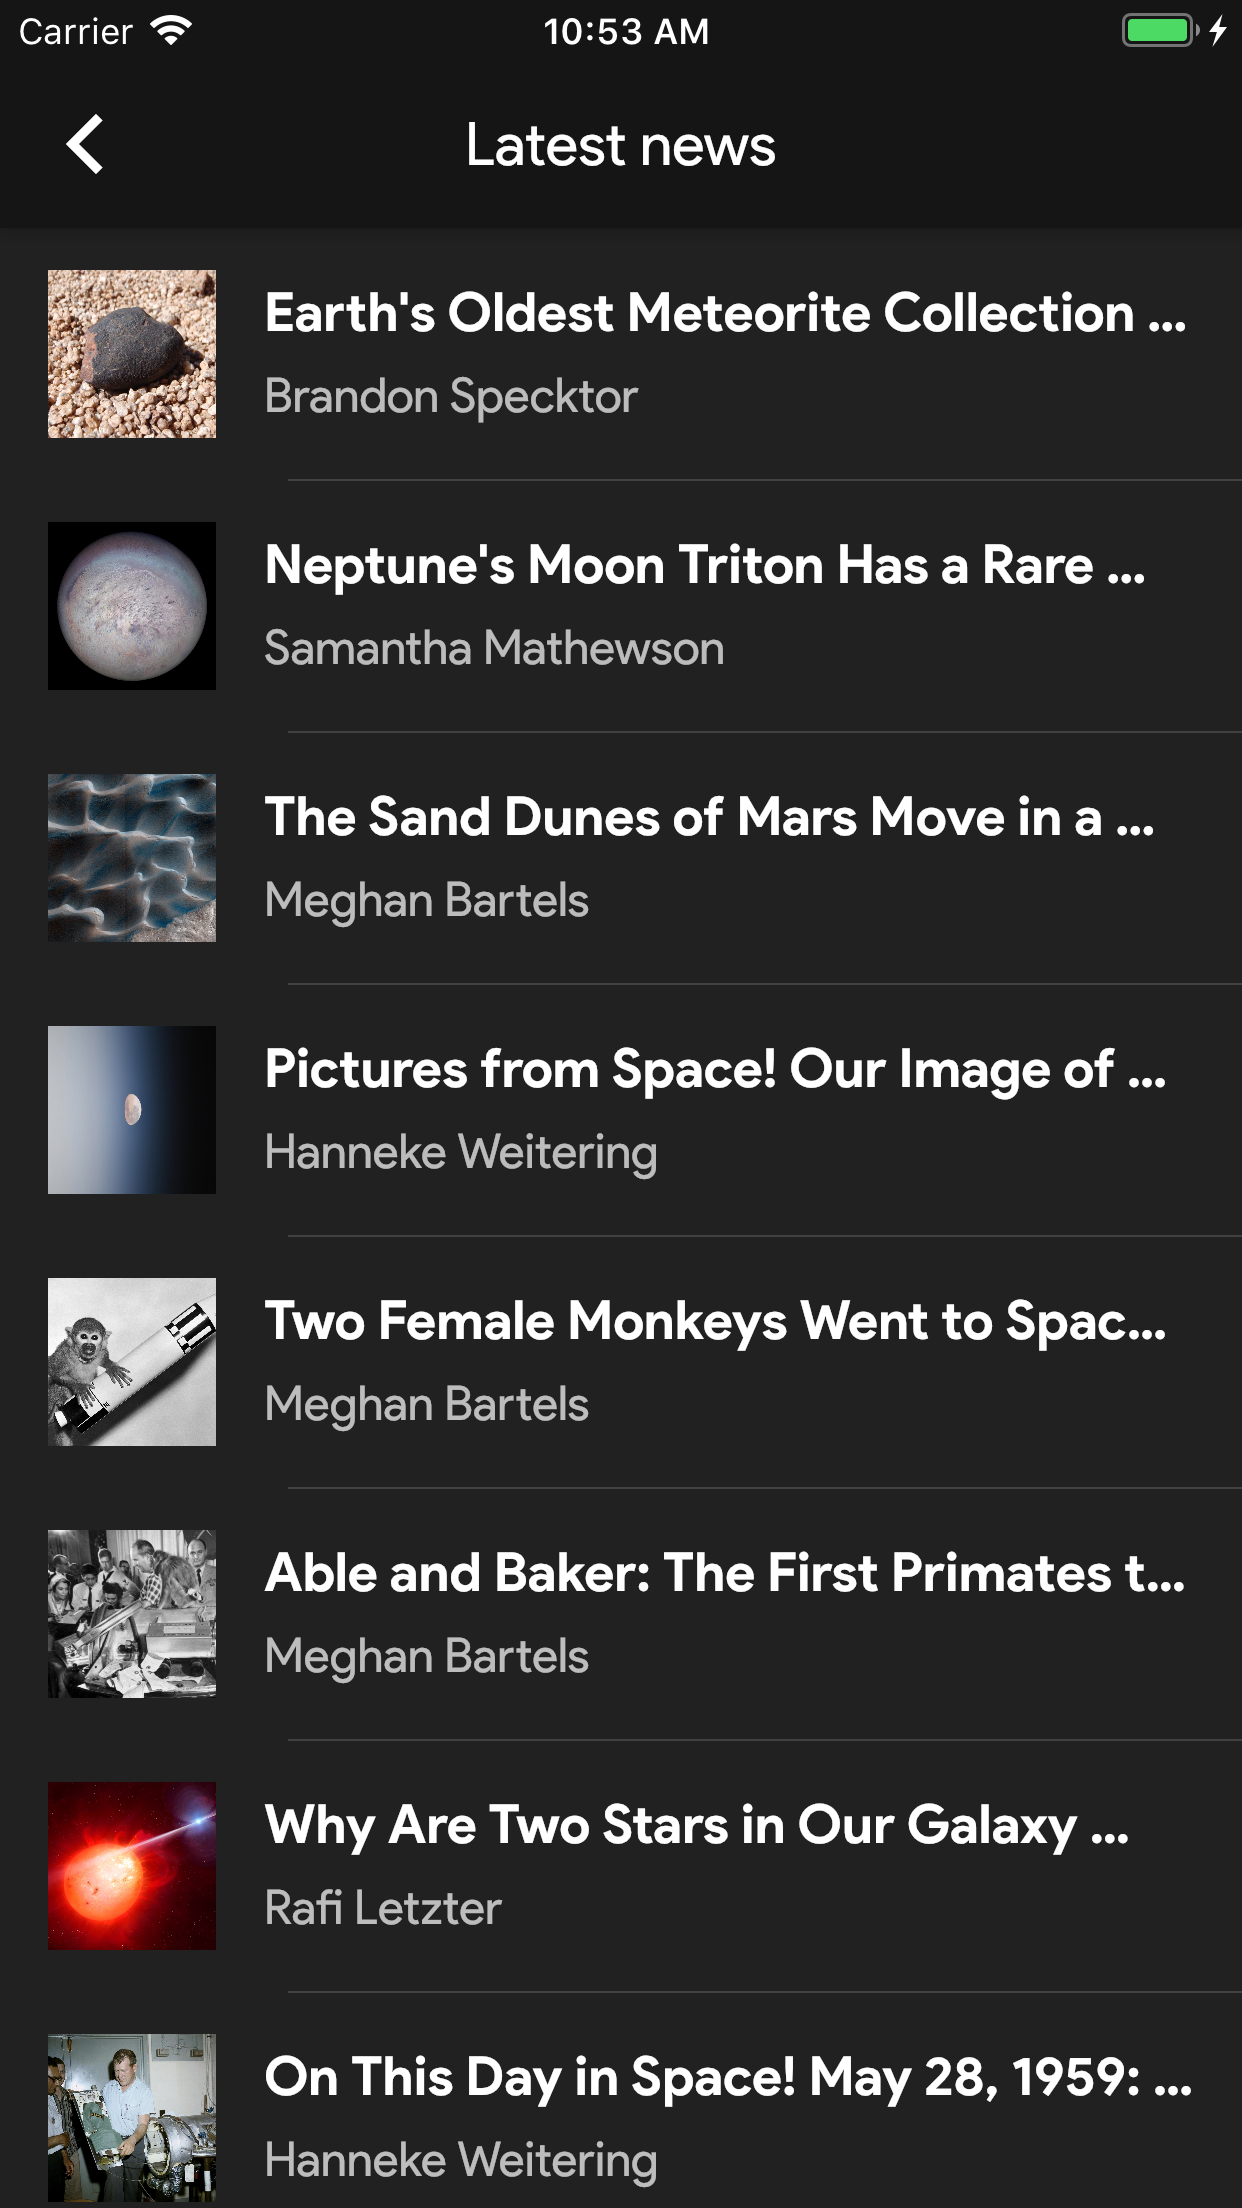 Carrier 10:53 AM
Latest news
Earth's Oldest Meteorite Collection ...
Brandon Specktor
Neptune's Moon Triton Has a Rare ...
Samantha Mathewson
The Sand Dunes of Mars Move in a ...
Meghan Bartels
Pictures from Space! Our Image of ...
Hanneke Weitering
Two Female Monkeys Went to Spac...
Meghan Bartels
Able and Baker: The First Primates t...
Meghan Bartels
Why Are Two Stars in Our Galaxy ...
Rafi Letzter
On This Day in Space! May 28, 1959: ...
Hanneke Weitering